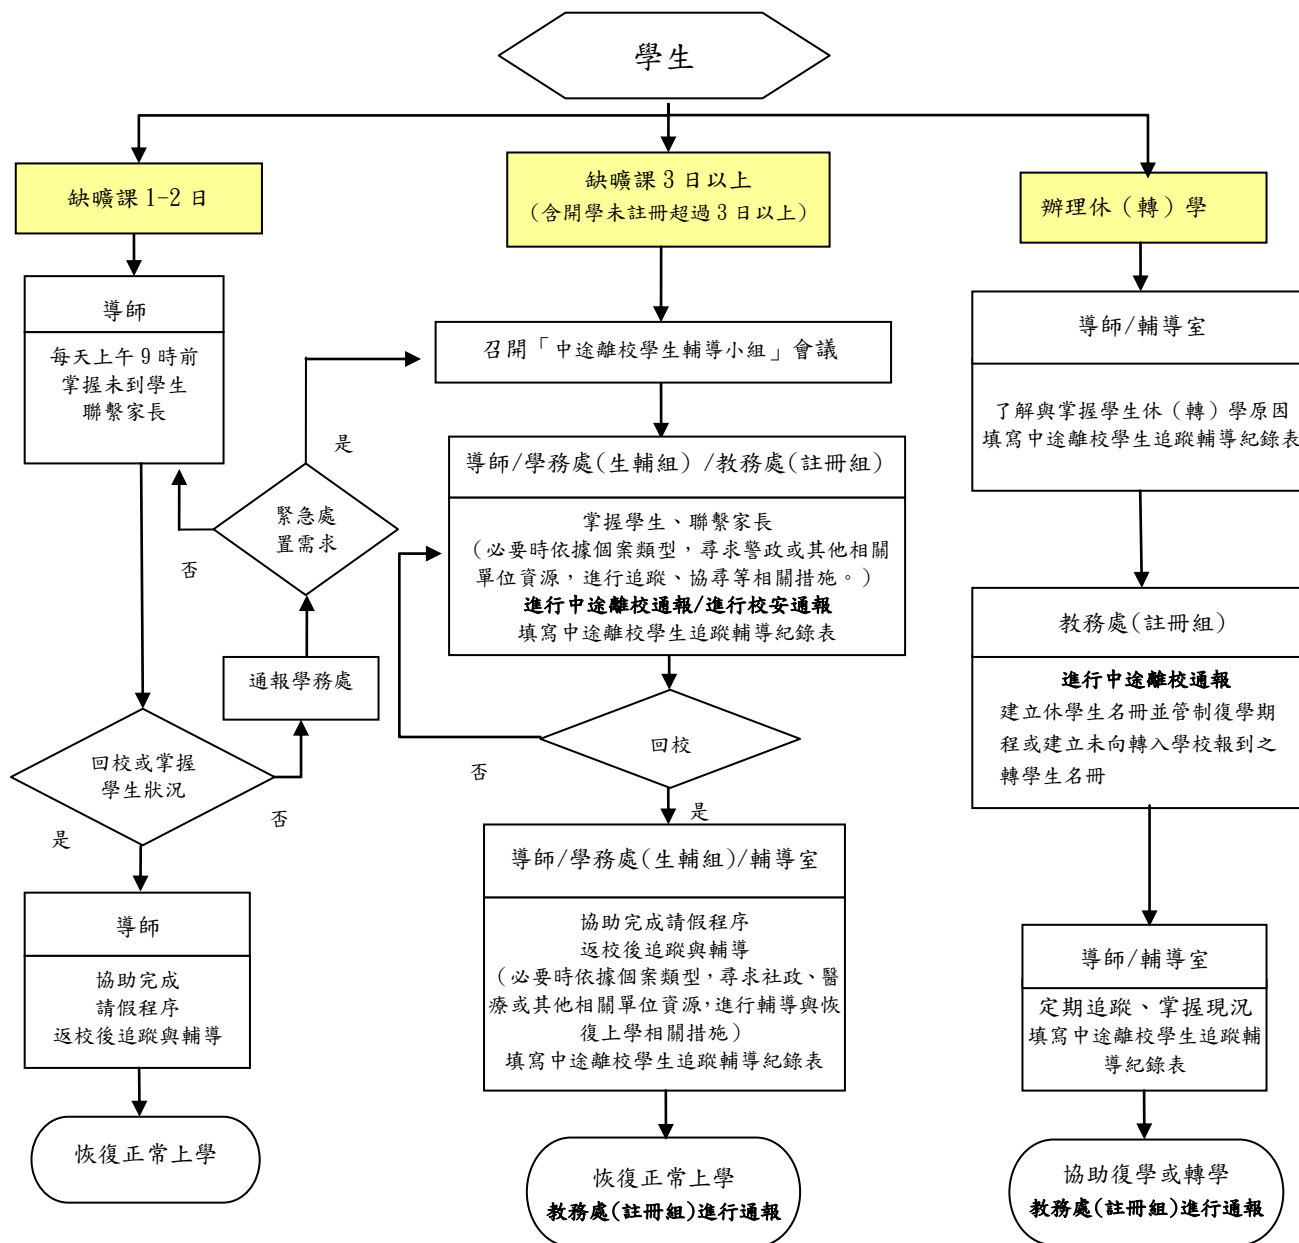 學生
缺曠課 1-2 日
缺曠課 3 日以上
（含開學未註冊超過 3 日以上）
辦理休（轉）學
導師
每天上午 9 時前
掌握未到學生
聯繫家長
召開「中途離校學生輔導小組」會議
導師/輔導室
了解與掌握學生休（轉）學原因
填寫中途離校學生追蹤輔導紀錄表
是
緊急處
置需求
否
導師/學務處(生輔組) /教務處(註冊組)
掌握學生、聯繫家長
（必要時依據個案類型，尋求警政或其他相關
單位資源，進行追蹤、協尋等相關措施。）
進行中途離校通報/進行校安通報
填寫中途離校學生追蹤輔導紀錄表
教務處(註冊組)
進行中途離校通報
建立休學生名冊並管制復學期
程或建立未向轉入學校報到之
轉學生名冊
通報學務處
回校或掌握
學生狀況
是
否
回校
否
是
導師
協助完成
請假程序
返校後追蹤與輔導
導師/學務處(生輔組)/輔導室
協助完成請假程序
返校後追蹤與輔導
（必要時依據個案類型，尋求社政、醫
療或其他相關單位資源，進行輔導與恢
復上學相關措施）
填寫中途離校學生追蹤輔導紀錄表
導師/輔導室
定期追蹤、掌握現況
填寫中途離校學生追蹤輔
導紀錄表
恢復正常上學
恢復正常上學
教務處(註冊組)進行通報
協助復學或轉學
教務處(註冊組)進行通報